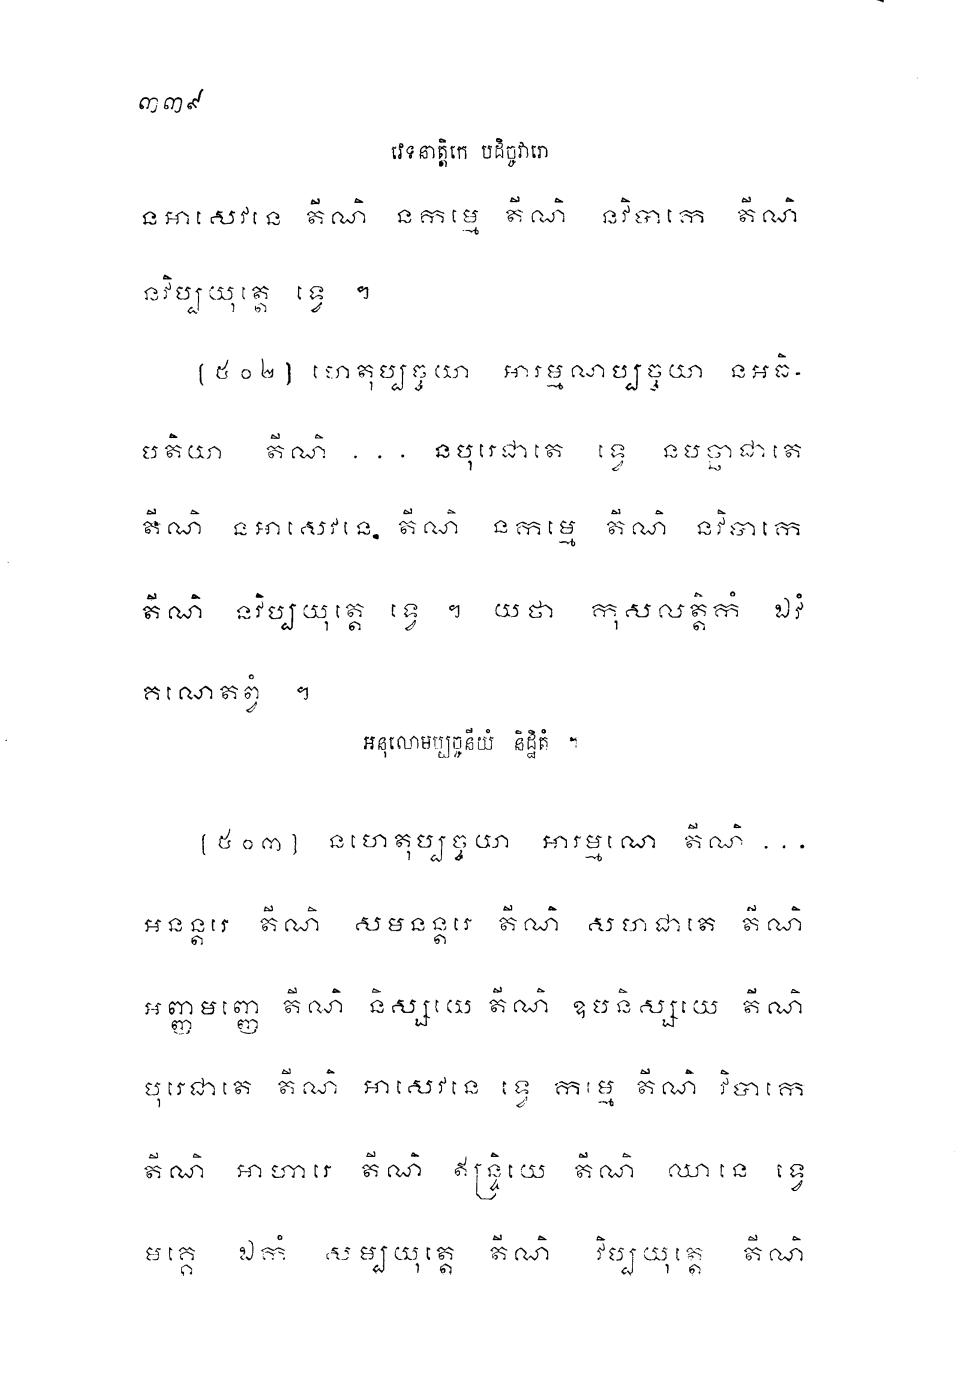 ៣៣៩
វេទនាត្តិកេ បដិច្ចវារោ
នអាសេវនេ តីណិ នកម្មេ តីណិ នវិបាកេ តីណិ
នវិប្បយុត្តេ ទ្វេ ។
(៥០២) ហេតុប្បច្ចយា អារម្មណប្បច្ចយា នអធិ-
បតិយា តីណិ ... នបុរេជាតេ ទ្វេ នបច្ឆាជាតេ
តីណិ នអាសេវនេ តីណិ នកម្មេ តីណិ នវិបាកេ
តីណិ នវិប្បយុត្តេ ទ្វេ ។ យថា កុសលត្តិកំ ឯវំ
គណេតព្វំ ។
អនុលោមប្បច្ចនីយំ និដ្ឋិតំ ។
(៥០៣) នហេតុប្បច្ចយា អារម្មណេ តីណិ ...
អនន្តរេ តីណិ សមនន្តរេ តីណិ សហជាតេ តីណិ
អញ្ញមញ្ញេ តីណិ និស្សយេ តីណិ ឧបនិស្សយេ តីណិ
បុរេជាតេ តីណិ អាសេវនេ ទ្វេ កម្មេ តីណិ វិបាកេ
តីណិ អាហារេ តីណិ ឥន្ទ្រិយេ តីណិ ឈានេ ទ្វេ
មគ្គេ ឯកំ សម្បយុត្តេ តីណិ វិប្បយុត្តេ តីណិ